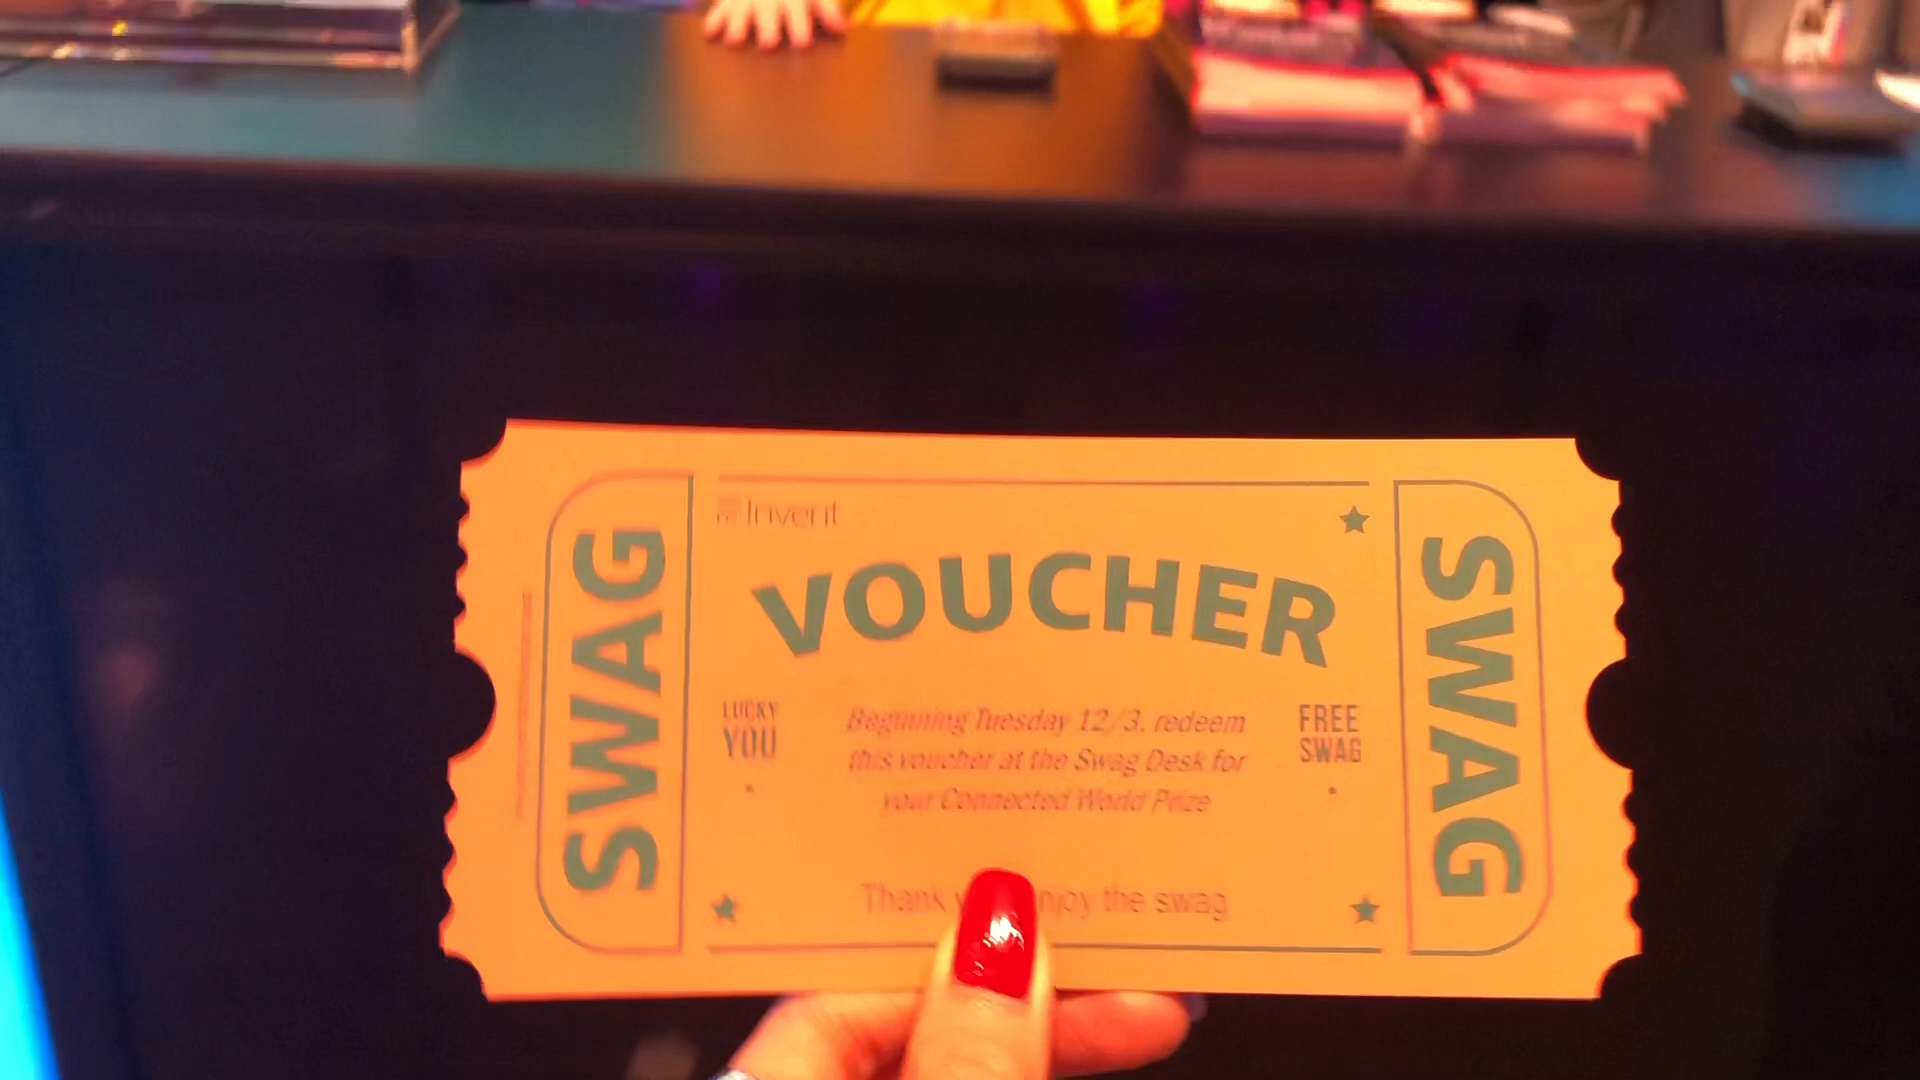 re:Invent
VOUCHER
SWAG
SWAG
LUCKY
YOU
Beginning Tuesday 12/3, redeem
this voucher at the Swag Desk for
your Connected World Prize
FREE
SWAG
Thank enjoy the swag